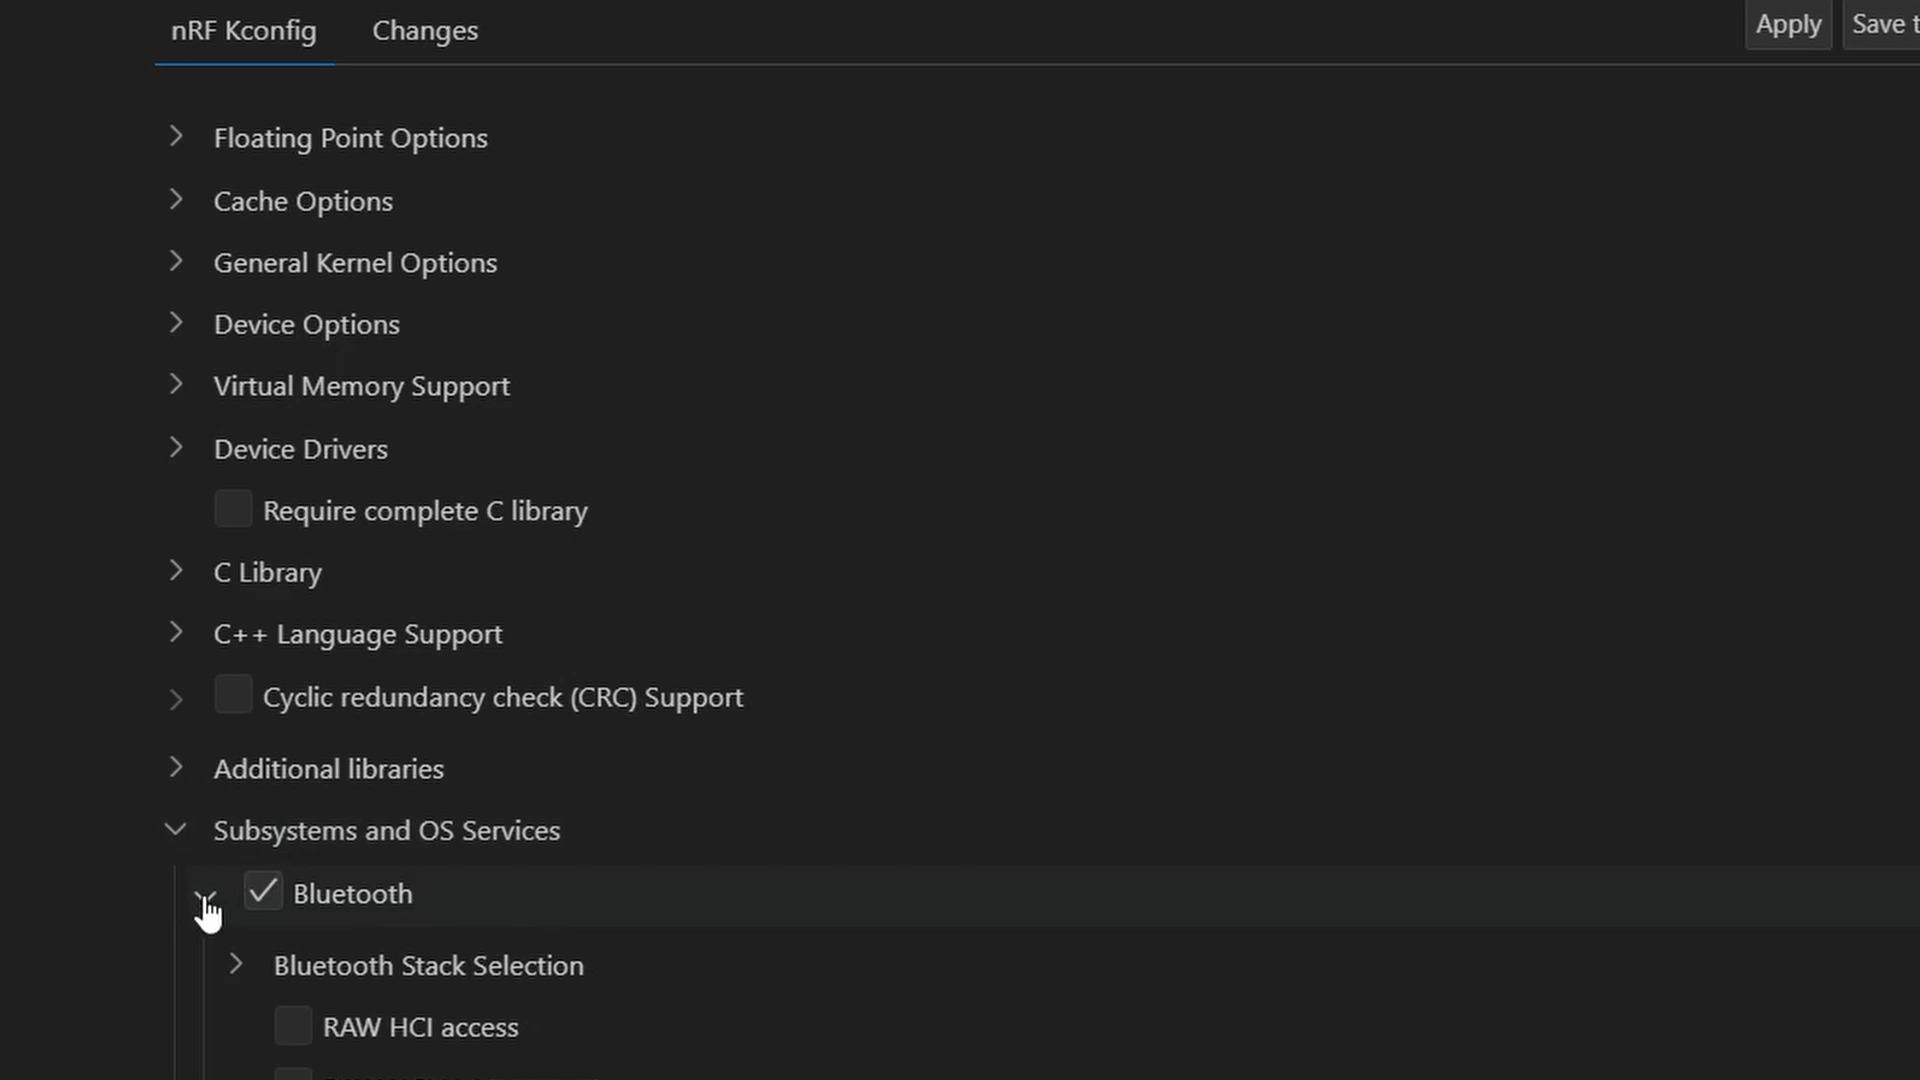 nRF Kconfig
Changes
Apply
Save t
Floating Point Options
Cache Options
General Kernel Options
Device Options
Virtual Memory Support
Device Drivers
Require complete C library
C Library
C++ Language Support
Cyclic redundancy check (CRC) Support
Additional libraries
Subsystems and OS Services
Bluetooth
Bluetooth Stack Selection
RAW HCI access